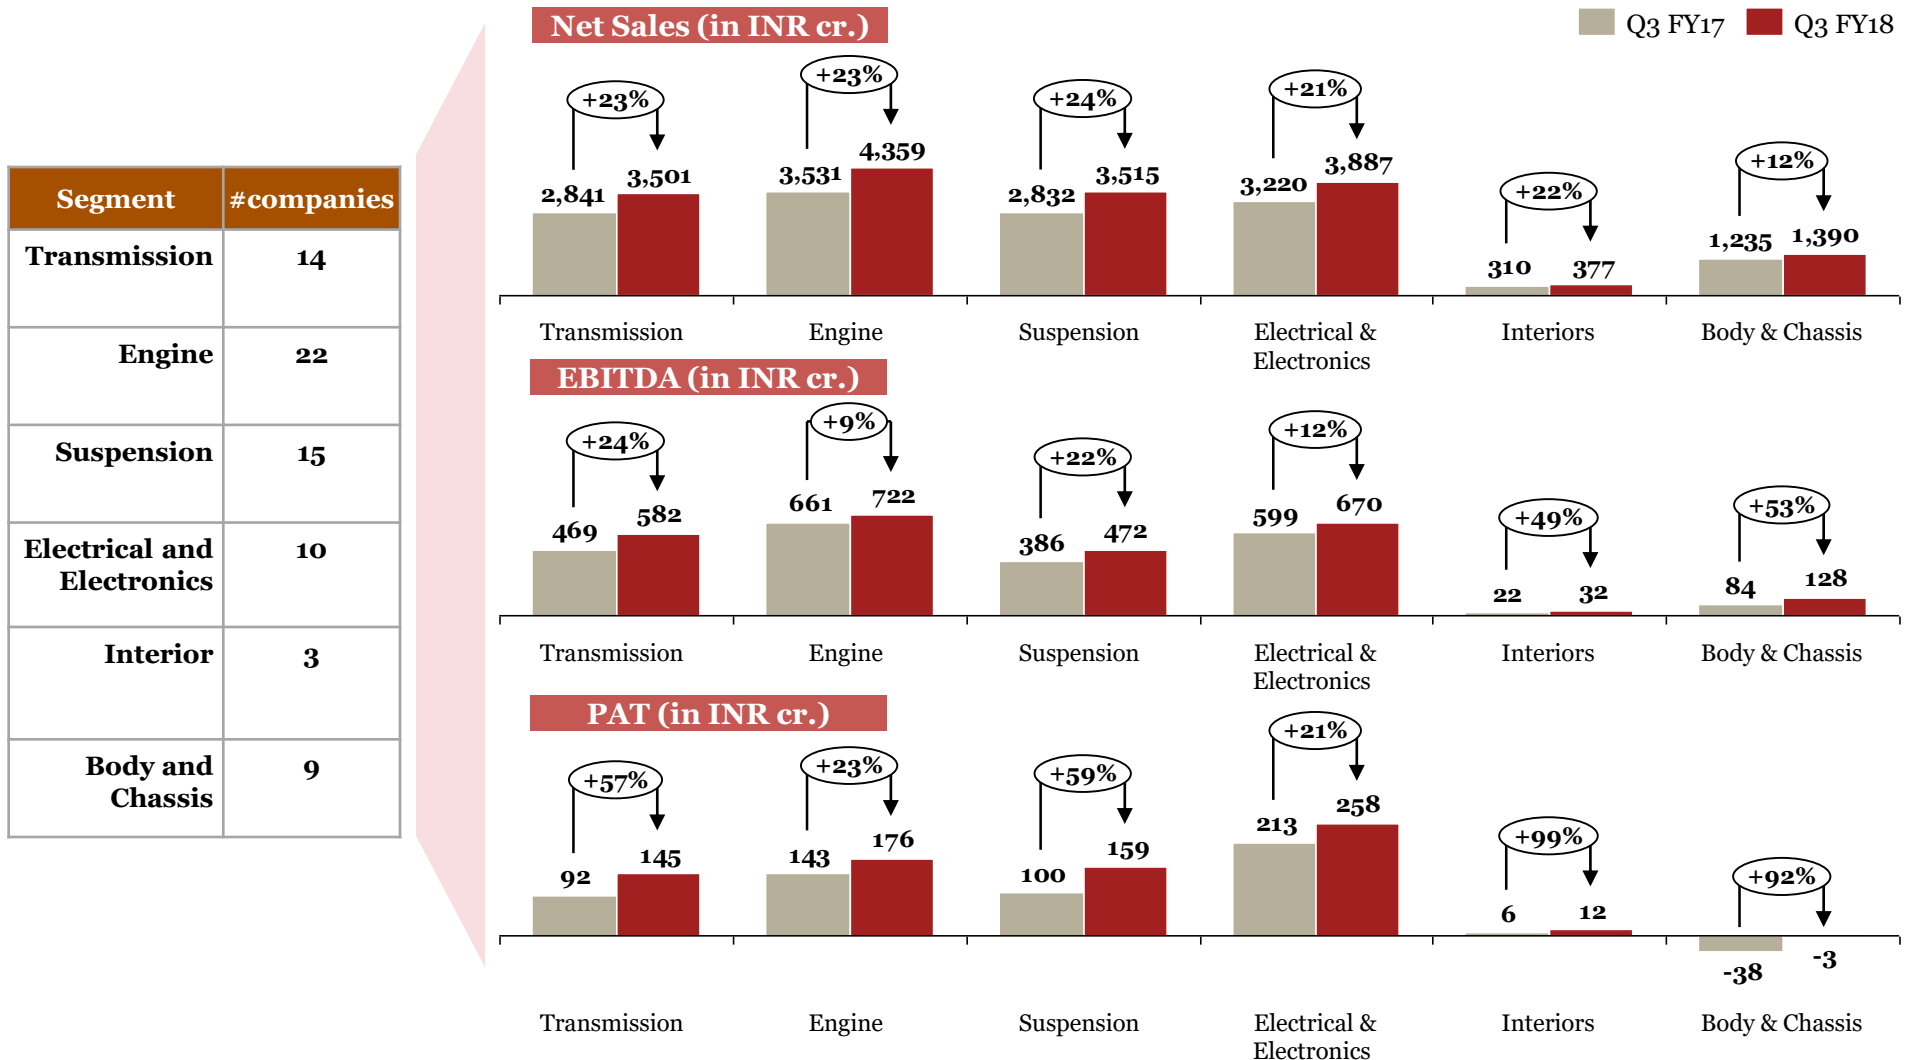 Net Sales (in INR cr.)
Q3 FY17 Q3 FY18
Segment #companies
Transmission 14
Engine 22
Suspension 15
Electrical and
Electronics
10
Interior 3
Body and
Chassis
9
+23% +23% +24% +21% +22% +12%
2,841 3,501 3,531 4,359 2,832 3,515 3,220 3,887 310 377 1,235 1,390
Transmission Engine Suspension Electrical & Interiors Body & Chassis
Electronics
EBITDA (in INR cr.)
+24% +9% +22% +12% +49% +53%
469 582 661 722 386 472 599 670 22 32 84 128
Transmission Engine Suspension Electrical & Interiors Body & Chassis
Electronics
PAT (in INR cr.)
+57% +23% +59% +21% +99% +92%
92 145 143 176 100 159 213 258 6 12 -38 -3
Transmission Engine Suspension Electrical & Interiors Body & Chassis
Electronics